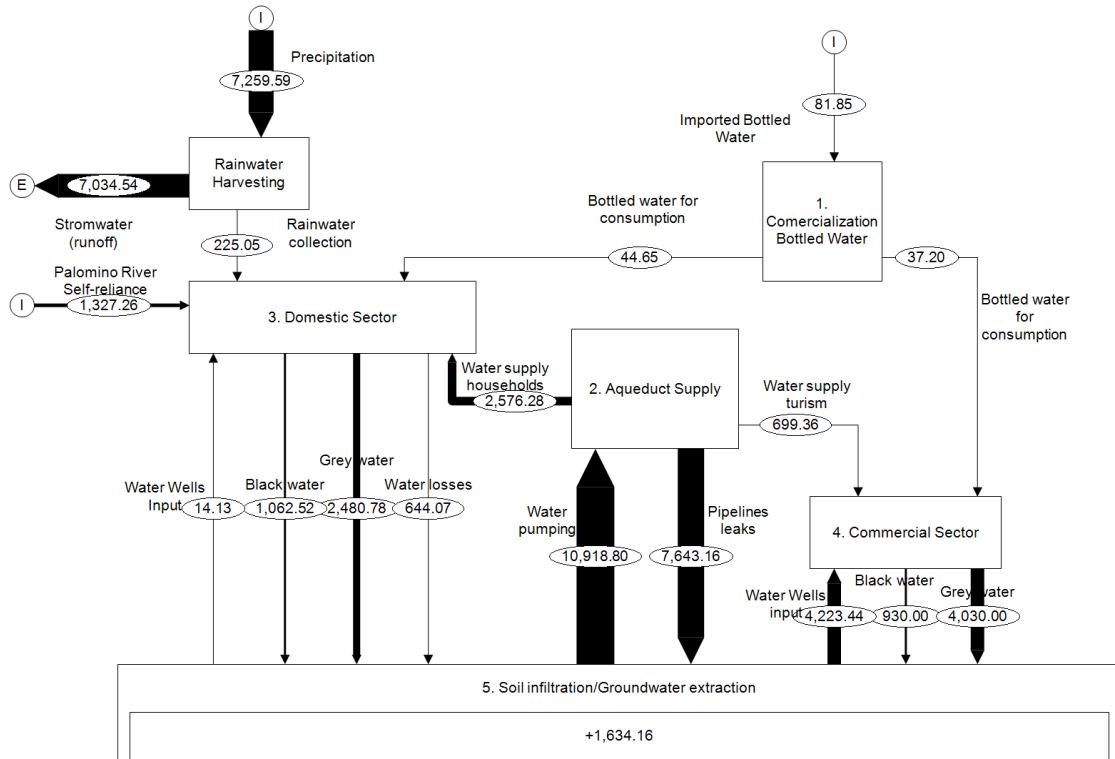 I
Precipitation
7,259.59
I
81.85
Imported Bottled
Water
Rainwater
Harvesting
E
7,034.54
Stromwater
(runoff)
225.05
Rainwater
collection
Bottled water for
consumption
1.
Comercialization
Bottled Water
44.65
37.20
Palomino River
Self-reliance
I
1,327.26
3. Domestic Sector
Bottled water
for
consumption
Water supply
households
2,576.28
2. Aqueduct Supply
Water supply
turism
699.36
Water Wells
Input
14.13
Black water
1,062.52
Grey water
2,480.78
Water losses
644.07
Water
pumping
10,918.80
Pipelines
leaks
7,643.16
4. Commercial Sector
Water Wells
input
4,223.44
Black water
930.00
Grey water
4,030.00
5. Soil infiltration/Groundwater extraction
+1,634.16